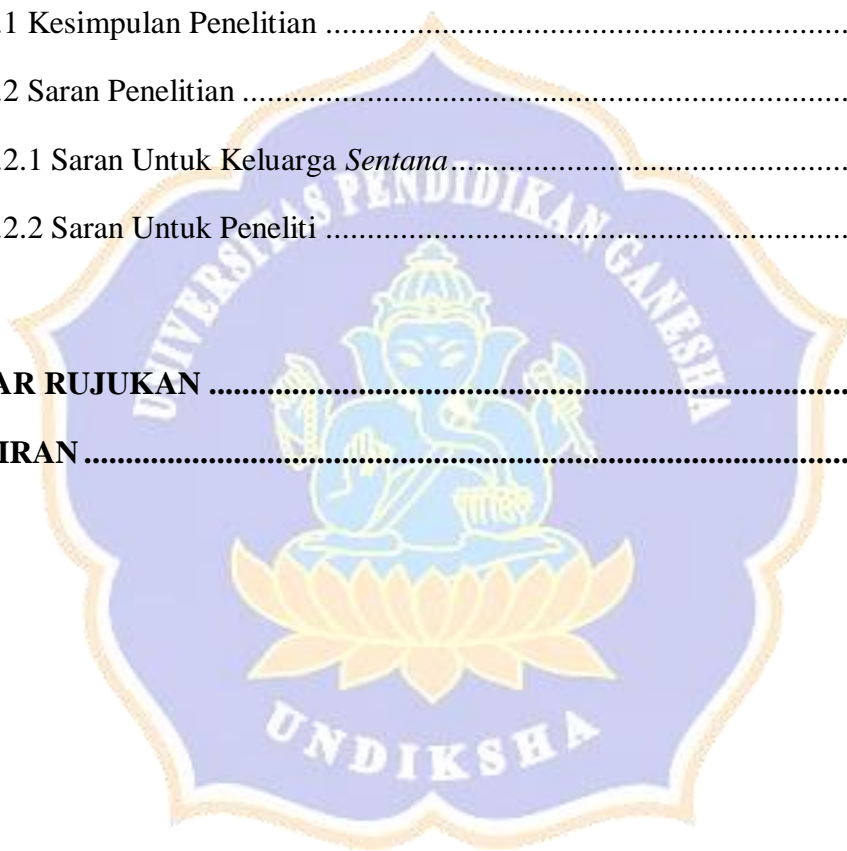 .1 Kesimpulan Penelitian ................................................................
.2 Saran Penelitian ..........................................................................
.2.1 Saran Untuk Keluarga Sentana................................................
.2.2 Saran Untuk Peneliti ................................................................
UNIVERSITAS PENDIDIKAN GANESHA
AR RUJUKAN ..............................................................................
IRAN.............................................................................................
UNDIKSHA